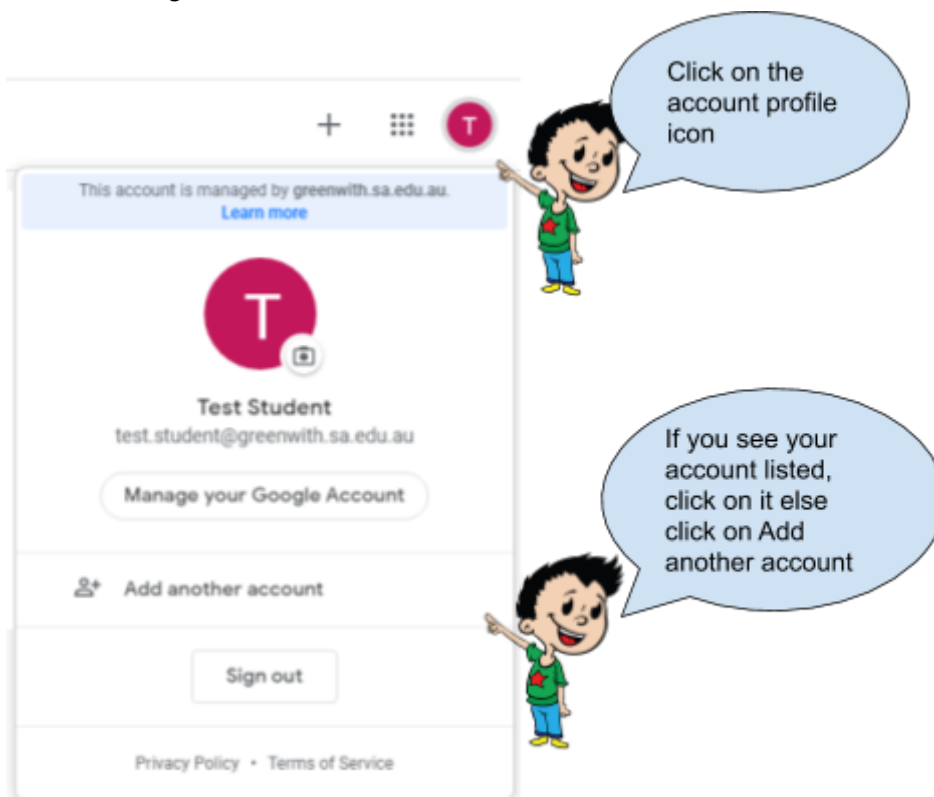 Click on the
account profile
icon
T
This account is managed by greenwith.sa.edu.au.
Learn more
T
Test Student
test.student@greenwith.sa.edu.au
Manage your Google Account
If you see your
account listed,
click on it else
click on Add
another account
Add another account
Sign out
Privacy Policy • Terms of Service